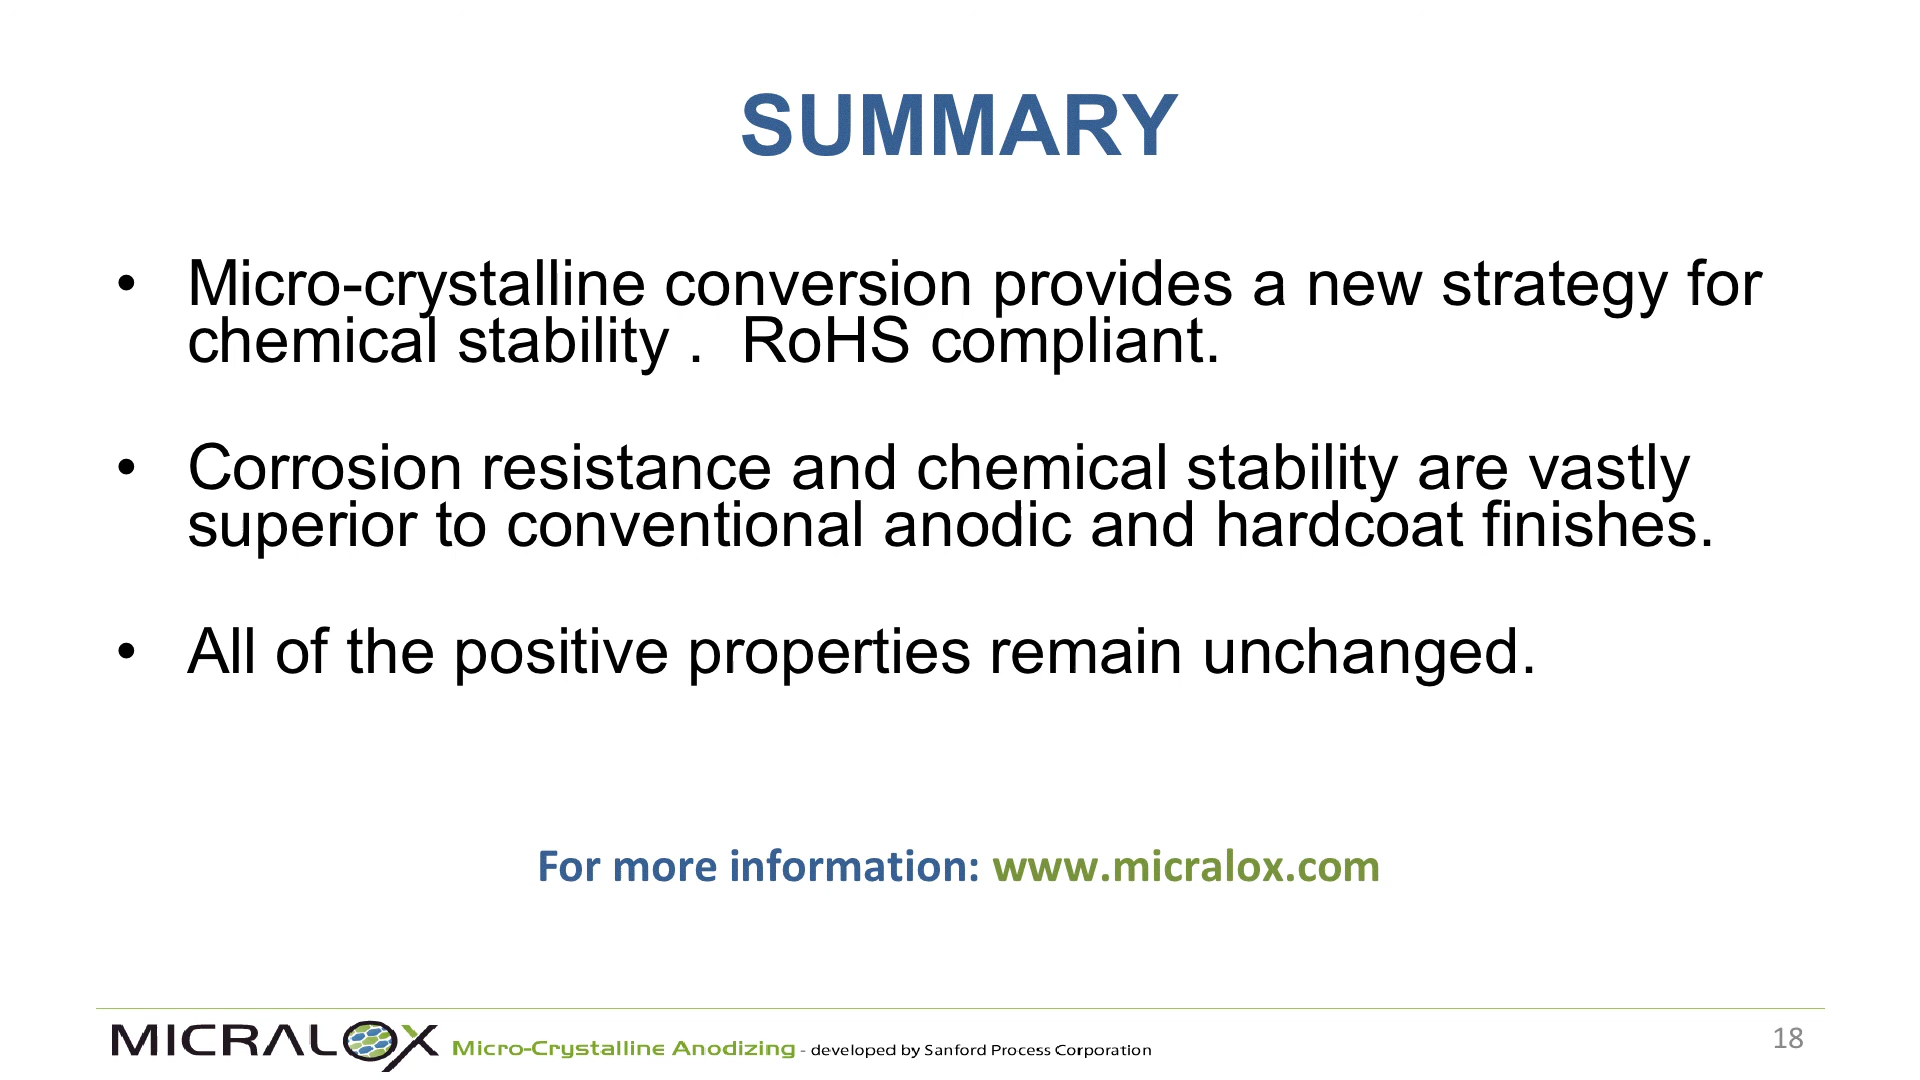 SUMMARY
• Micro-crystalline conversion provides a new strategy for
chemical stability .  RoHS compliant.
• Corrosion resistance and chemical stability are vastly
superior to conventional anodic and hardcoat finishes.
• All of the positive properties remain unchanged.
For more information: www.micralox.com
MICRALOX Micro-Crystalline Anodizing - developed by Sanford Process Corporation
18